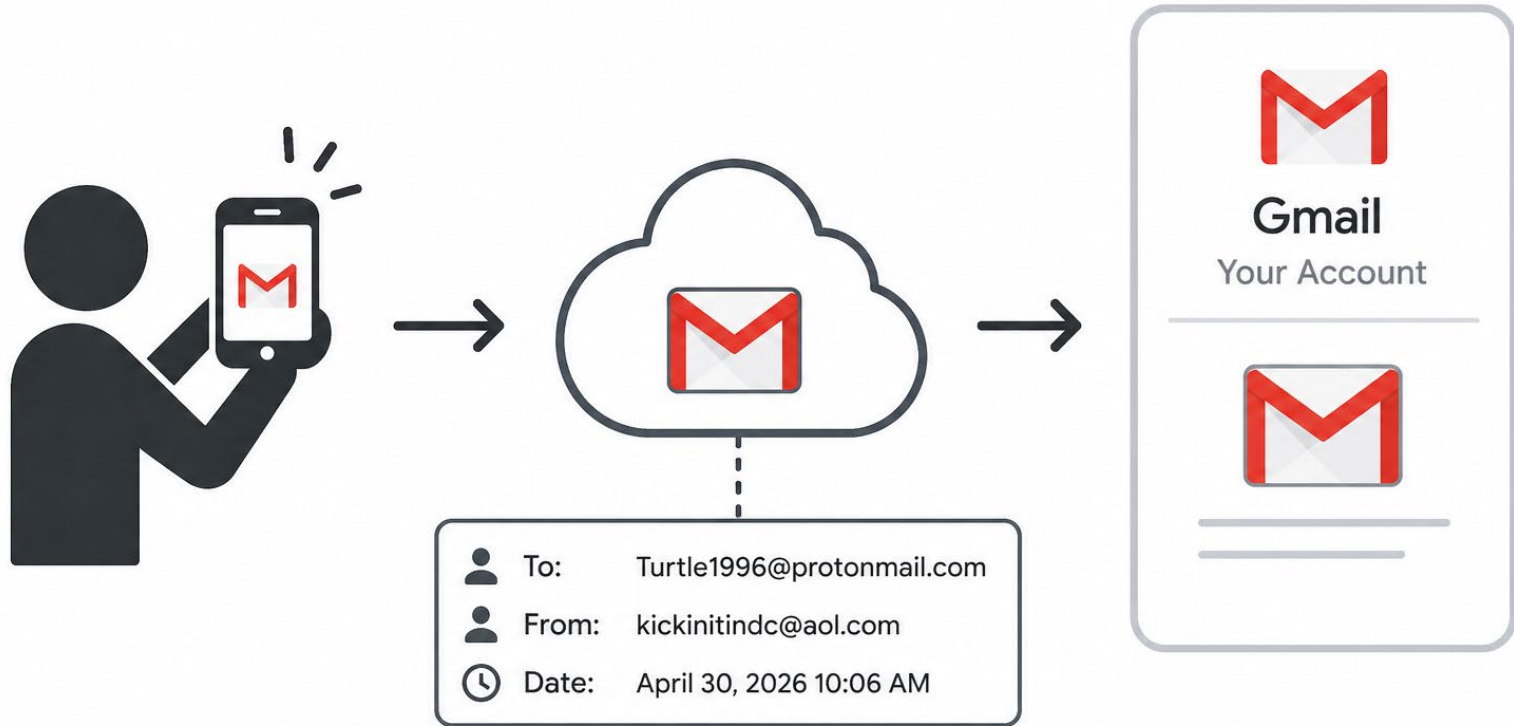 Gmail
Your Account
To: Turtle1996@protonmail.com
From: kickinitindc@aol.com
Date: April 30, 2026 10:06 AM